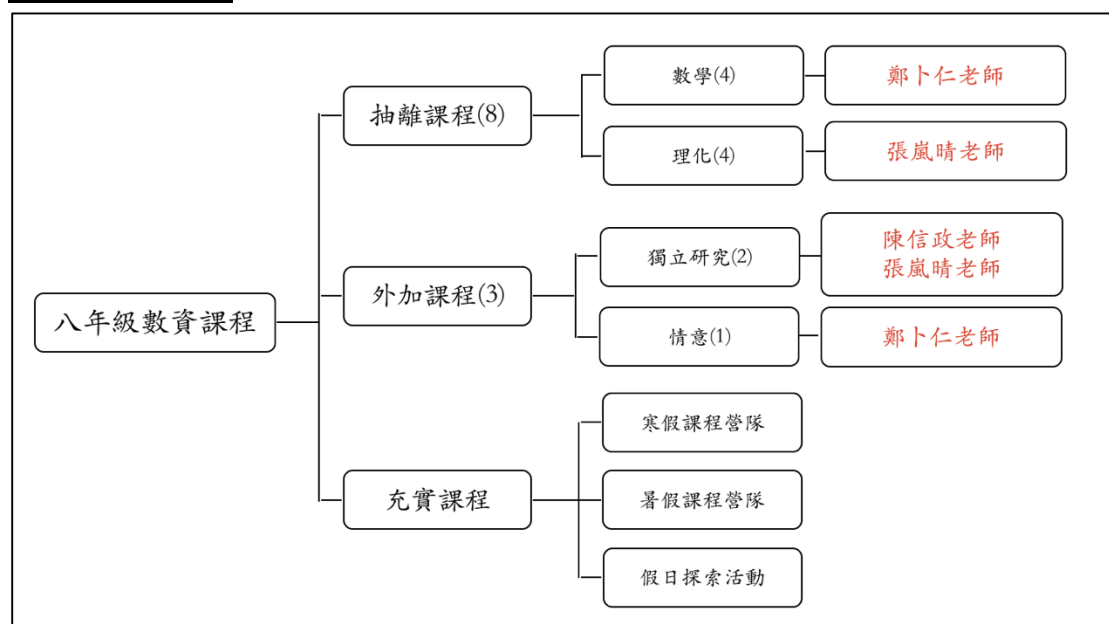 八年級數資課程
抽離課程(8)
數學(4)
鄭卜仁老師
理化(4)
張嵐晴老師
外加課程(3)
獨立研究(2)
陳信政老師
張嵐晴老師
情意(1)
鄭卜仁老師
充實課程
寒假課程營隊
暑假課程營隊
假日探索活動